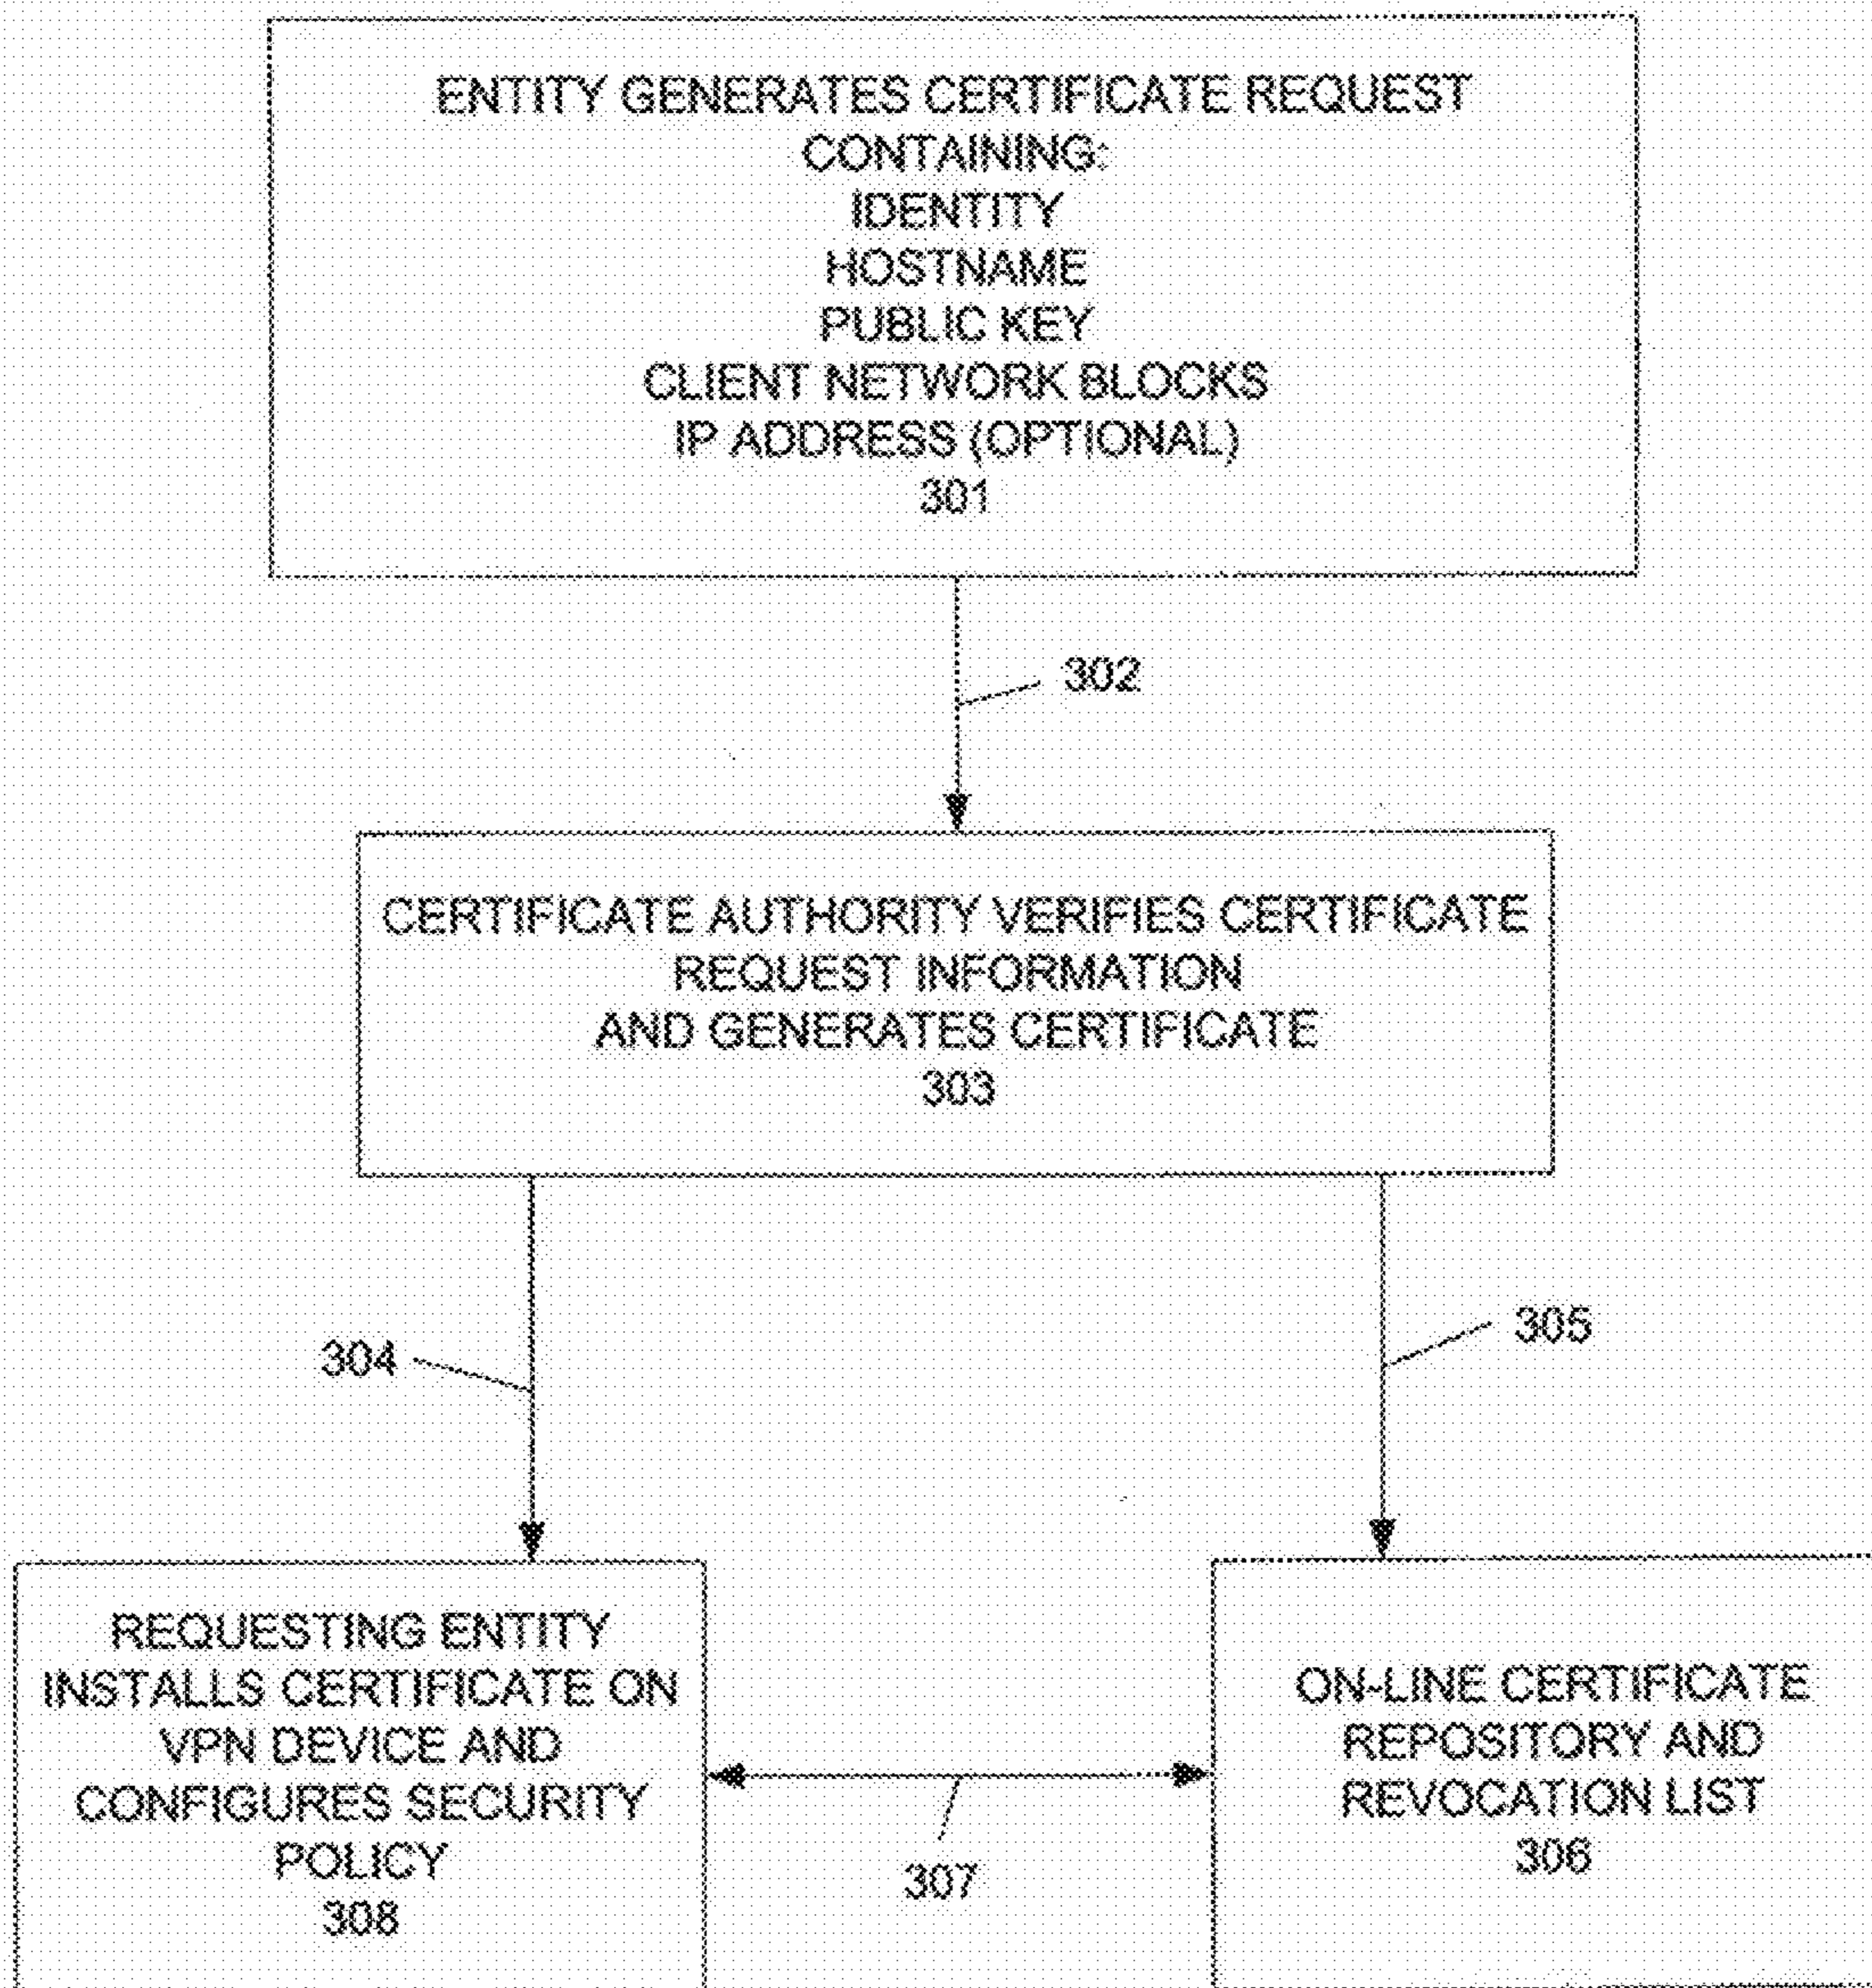 ENTITY GENERATES CERTIFICATE REQUEST
CONTAINING:
IDENTITY
HOSTNAME
PUBLIC KEY
CLIENT NETWORK BLOCKS
IP ADDRESS (OPTIONAL)
301
302
CERTIFICATE AUTHORITY VERIFIES CERTIFICATE
REQUEST INFORMATION
AND GENERATES CERTIFICATE
303
304
305
REQUESTING ENTITY
INSTALLS CERTIFICATE ON
VPN DEVICE AND
CONFIGURES SECURITY
POLICY
308
307
ON-LINE CERTIFICATE
REPOSITORY AND
REVOCATION LIST
306